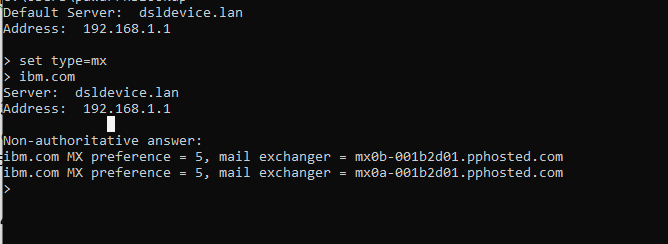 Default Server:  dsldevice.lan
Address:  192.168.1.1
> set type=mx
> ibm.com
Server:  dsldevice.lan
Address:  192.168.1.1
Non-authoritative answer:
ibm.com MX preference = 5, mail exchanger = mx0b-001b2d01.pphosted.com
ibm.com MX preference = 5, mail exchanger = mx0a-001b2d01.pphosted.com
>